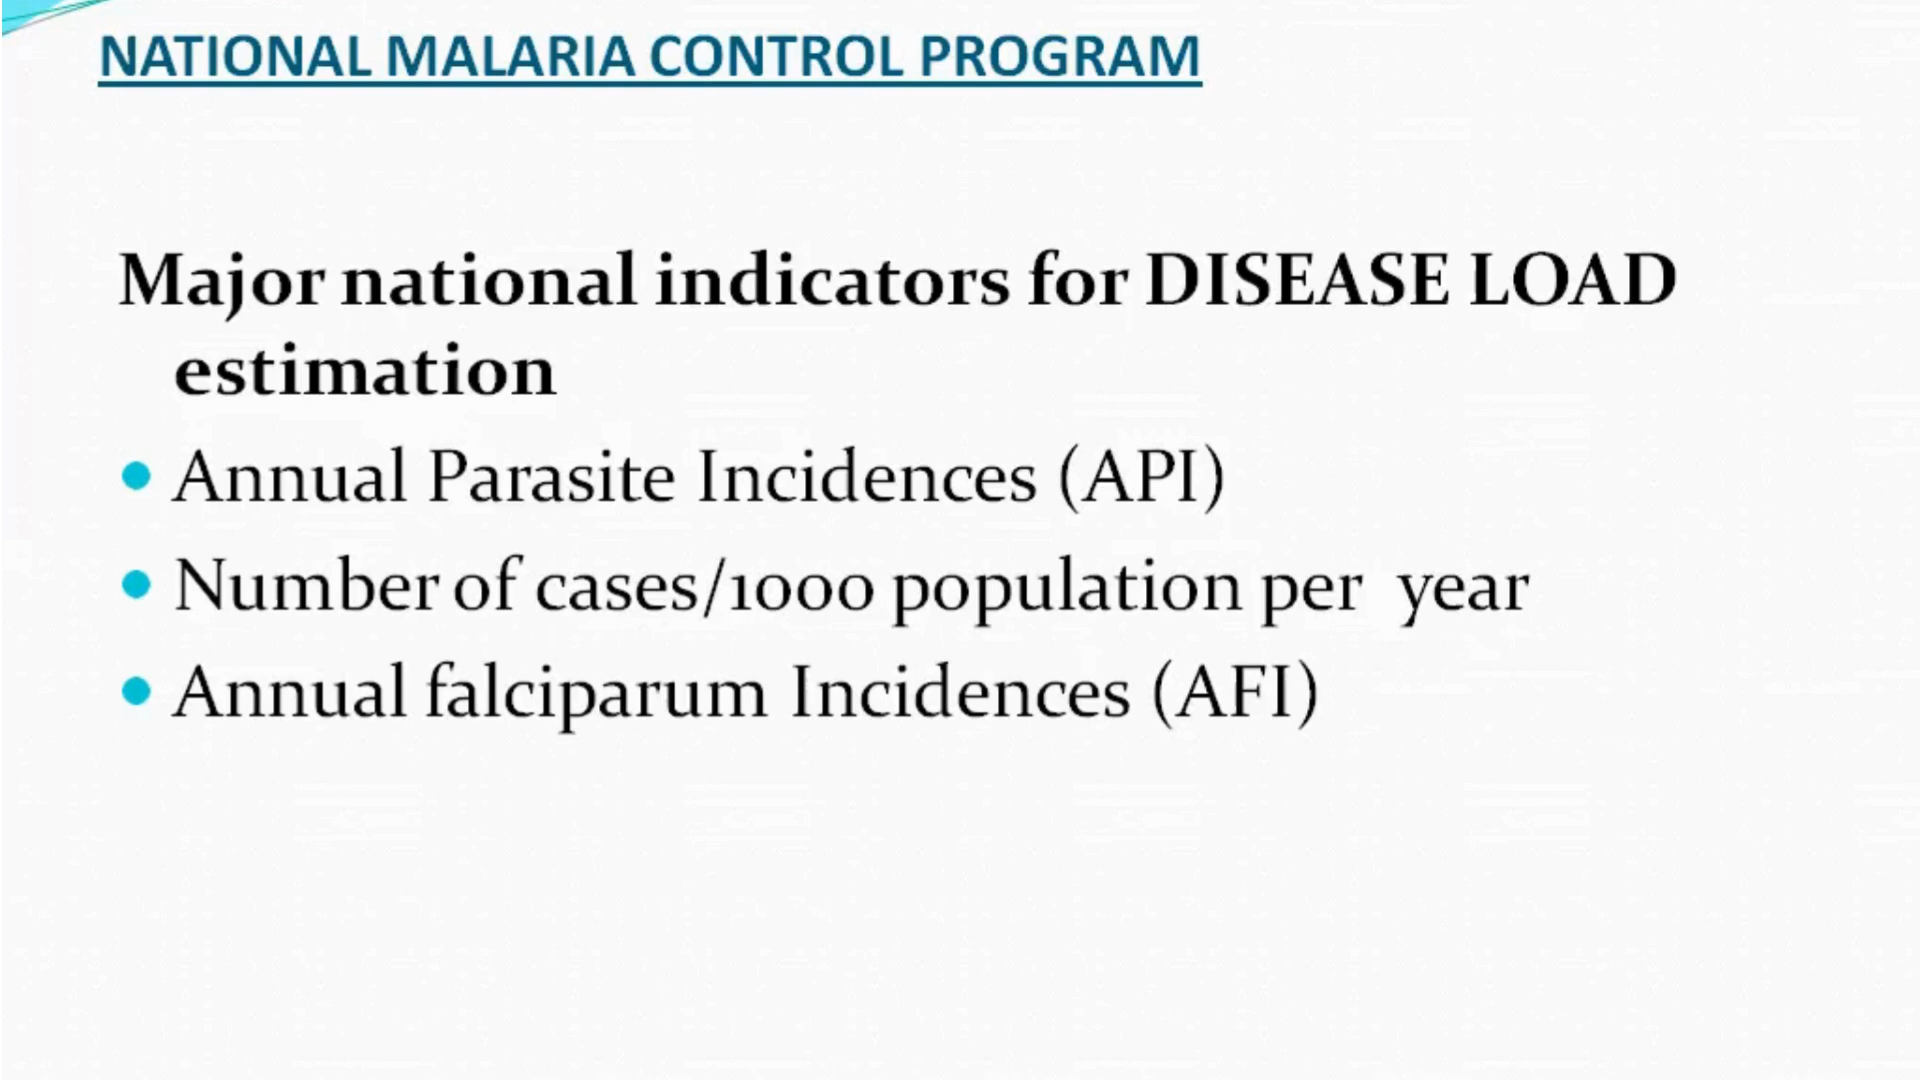 NATIONAL MALARIA CONTROL PROGRAM
Major national indicators for DISEASE LOAD
estimation
• Annual Parasite Incidences (API)
• Number of cases/1000 population per year
• Annual falciparum Incidences (AFI)